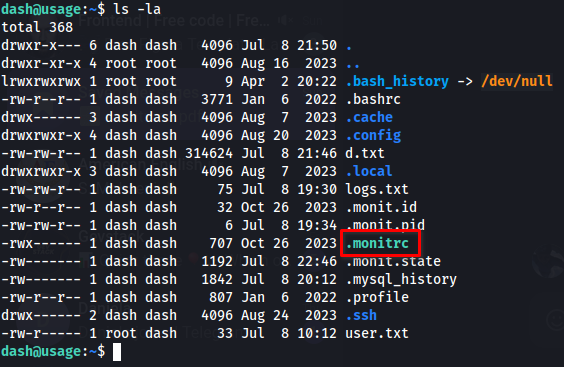 dash@usage:~$ ls -la
total 368
drwxr-x--- 6 dash dash   4096 Jul  8 21:50 .
drwxr-xr-x 4 root root   4096 Aug 16  2023 ..
lrwxrwxrwx 1 root root      9 Apr  2 20:22 .bash_history -> /dev/null
-rw-r--r-- 1 dash dash   3771 Jan  6  2022 .bashrc
drwx------ 3 dash dash   4096 Aug  7  2023 .cache
drwxrwxr-x 4 dash dash   4096 Aug 20  2023 .config
-rw-rw-r-- 1 dash dash 314624 Jul  8 21:46 d.txt
drwxrwxr-x 3 dash dash   4096 Aug  7  2023 .local
-rw-rw-r-- 1 dash dash     75 Jul  8 19:30 logs.txt
-rw-r--r-- 1 dash dash     32 Oct 26  2023 .monit.id
-rw-rw-r-- 1 dash dash      6 Jul  8 19:34 .monit.pid
-rwx------ 1 dash dash    707 Oct 26  2023 .monitrc
-rw------- 1 dash dash   1192 Jul  8 22:46 .monit.state
-rw------- 1 dash dash   1842 Jul  8 20:12 .mysql_history
-rw-r--r-- 1 dash dash    807 Jan  6  2022 .profile
drwx------ 2 dash dash   4096 Aug 24  2023 .ssh
-rw-r----- 1 root dash     33 Jul  8 10:12 user.txt
dash@usage:~$